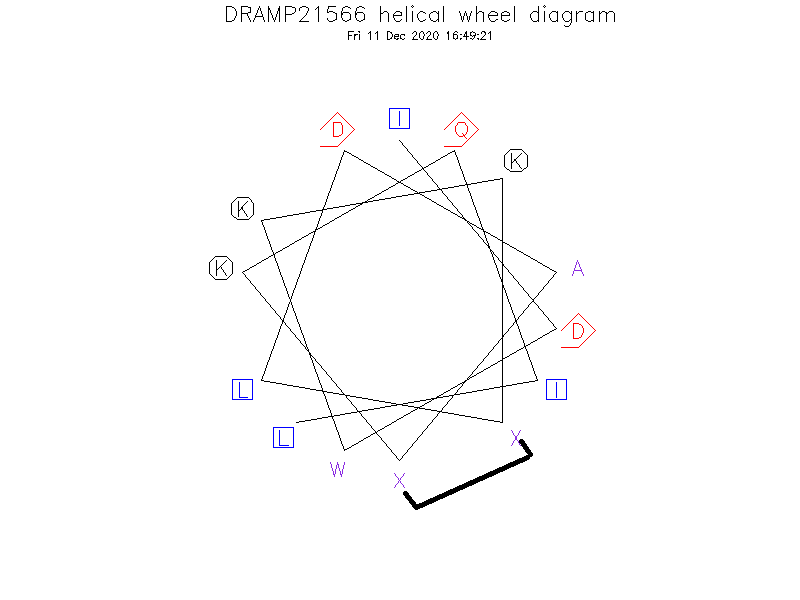 DRAMP21566 helical wheel diagram
Fri 11 Dec 2020 16:49:21
I
D Q
K
K
K A
D
L I
L X
W X